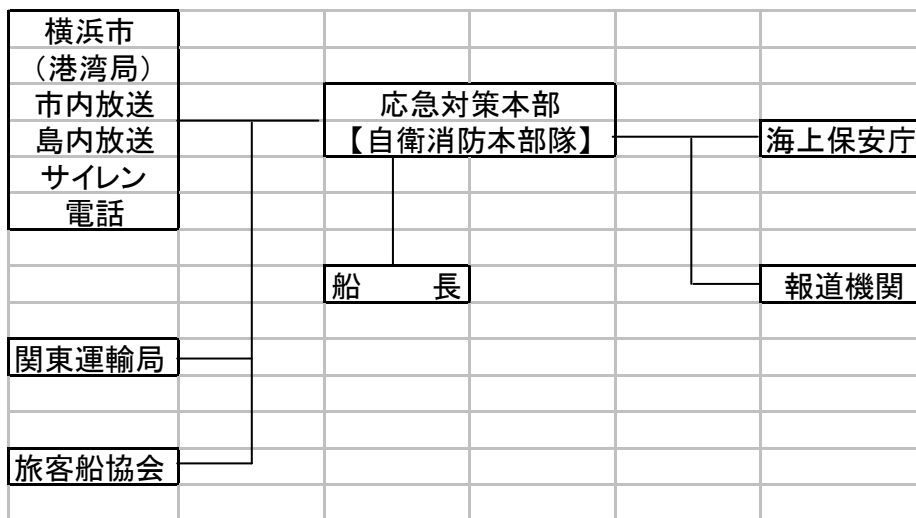 横浜市
（港湾局）
市内放送
島内放送
サイレン
電話
応急対策本部
【自衛消防本部隊】
海上保安庁
船　　長
報道機関
関東運輸局
旅客船協会